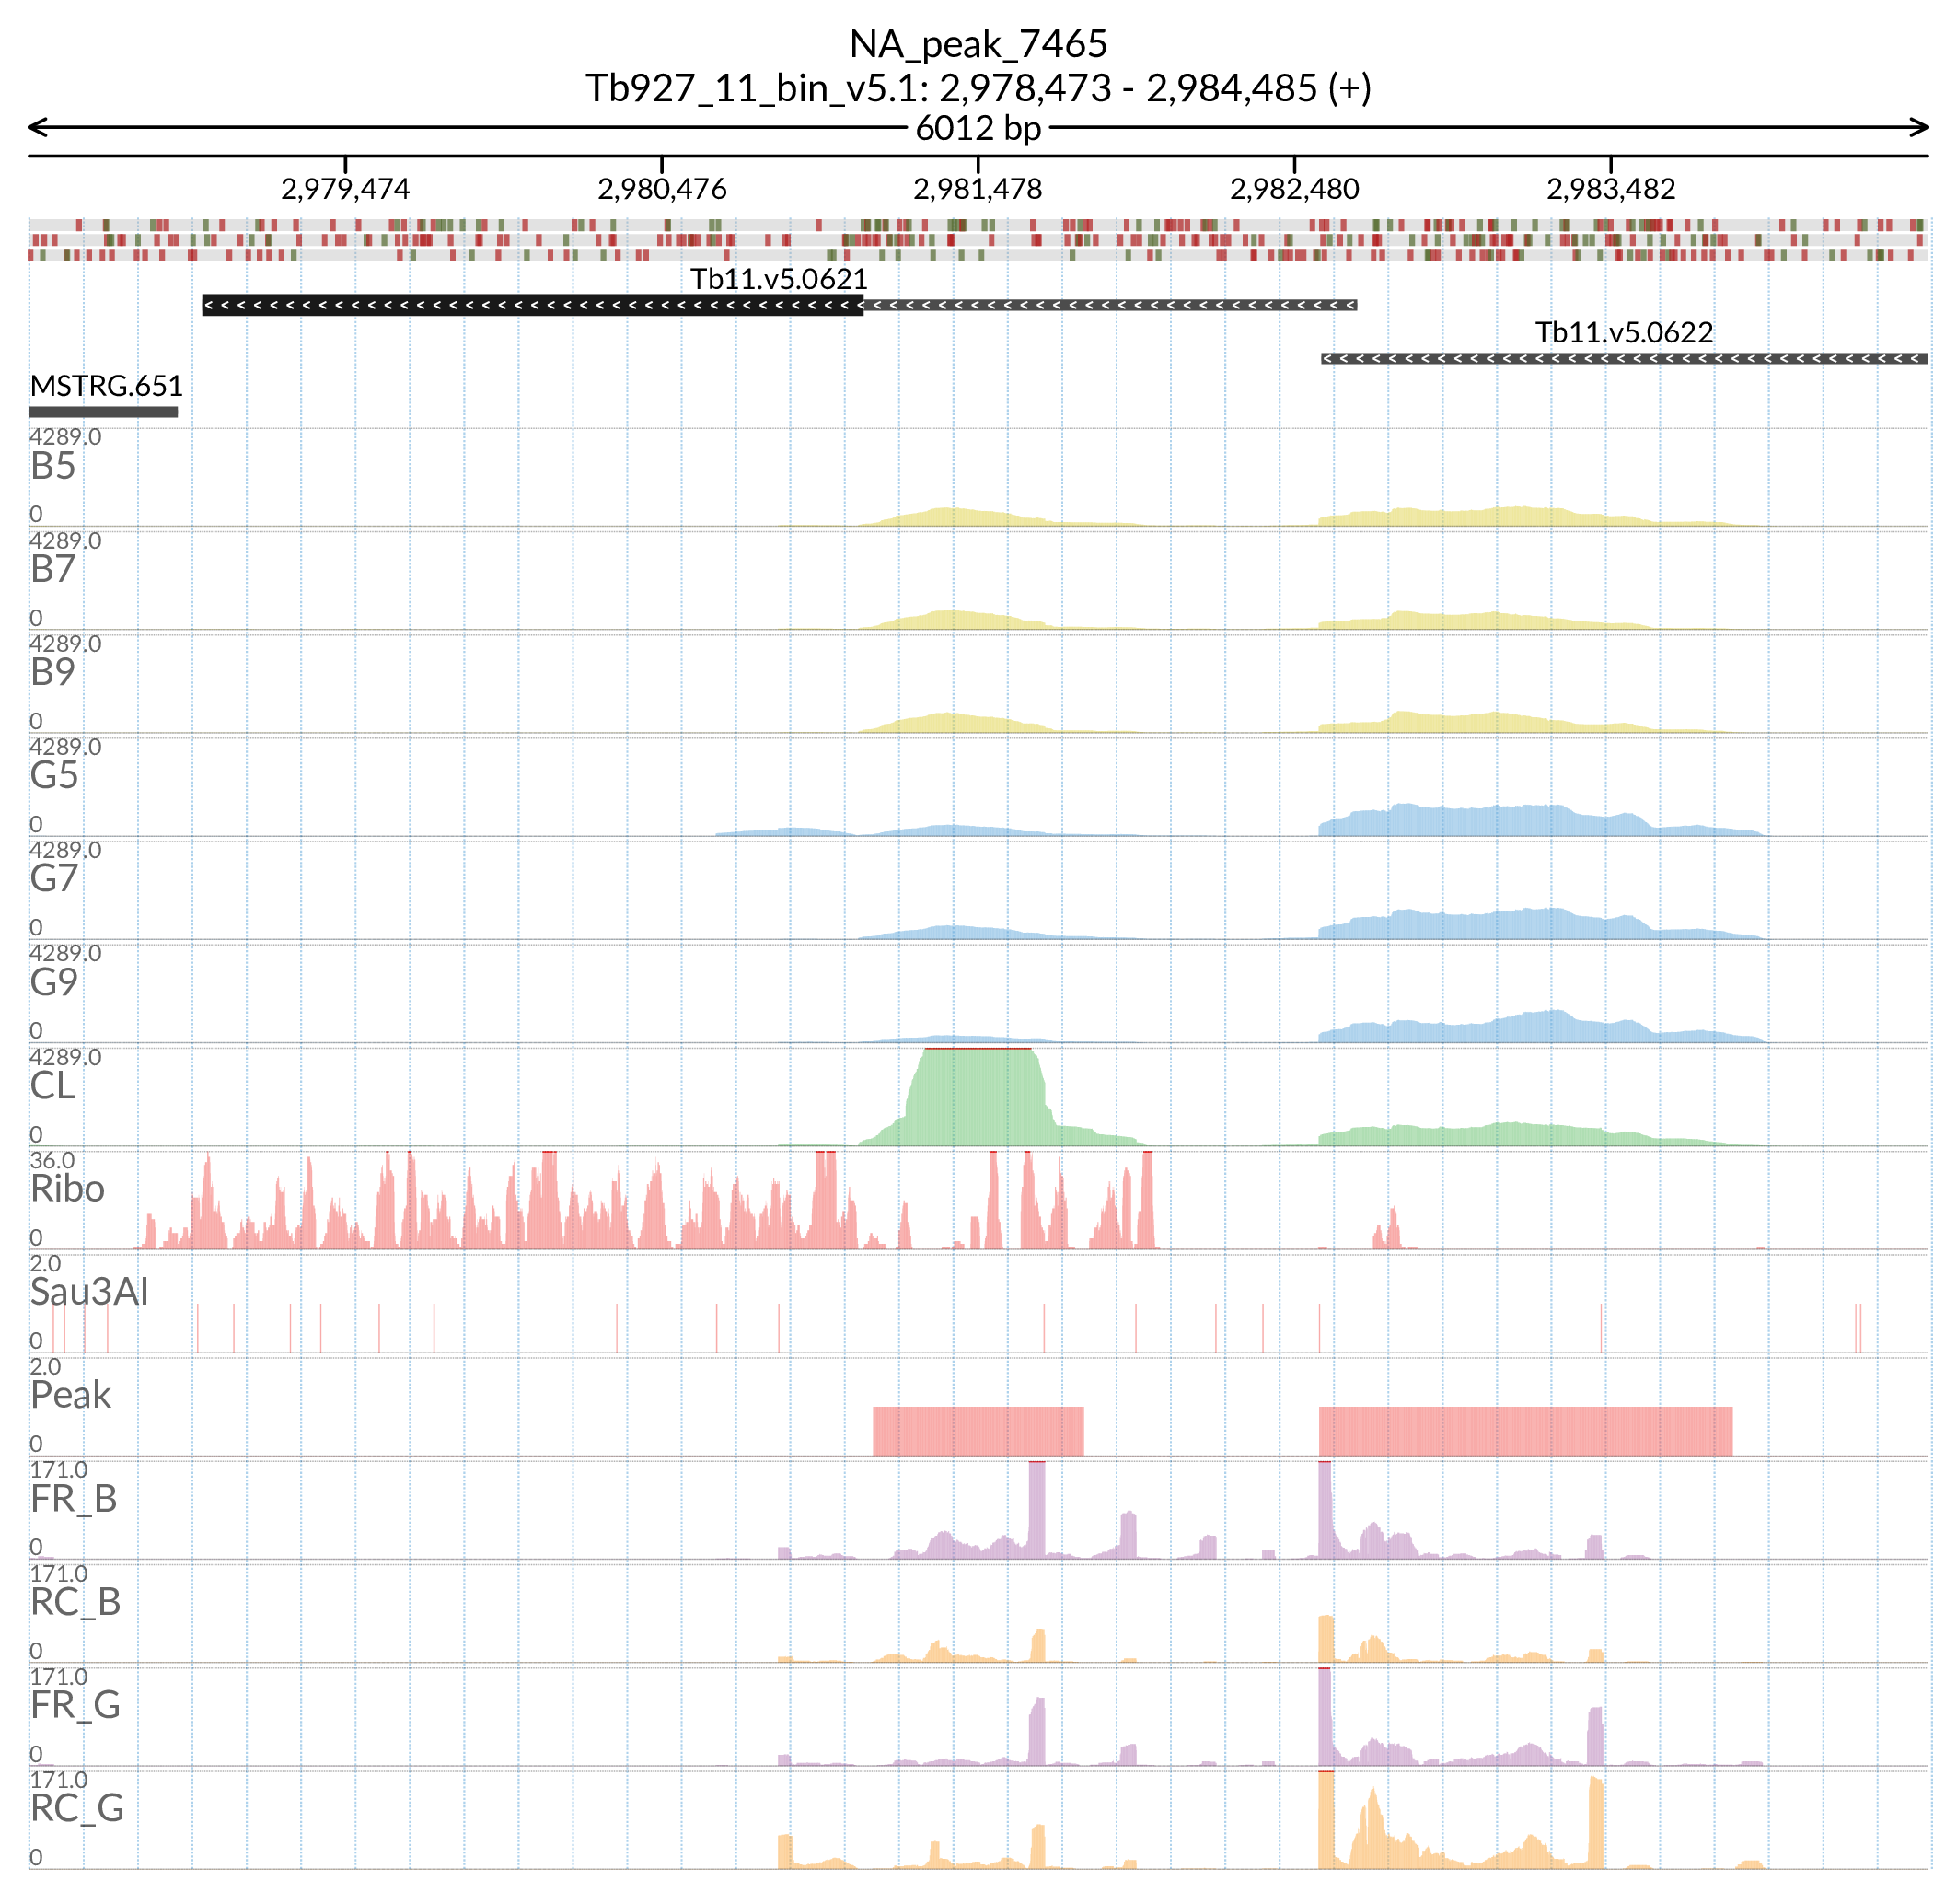 NA_peak_7465
Tb927_11_bin_v5.1: 2,978,473 - 2,984,485 (+)
6012 bp
2,979,474 2,980,476 2,981,478 2,982,480 2,983,482
Tb11.v5.0621
Tb11.v5.0622
MSTRG.651
4289.0
B5
0
4289.0
B7
0
4289.0
B9
0
4289.0
G5
0
4289.0
G7
0
4289.0
G9
0
4289.0
CL
0
36.0
Ribo
0
2.0
Sau3AI
0
2.0
Peak
0
171.0
FR_B
0
171.0
RC_B
0
171.0
FR_G
0
171.0
RC_G
0